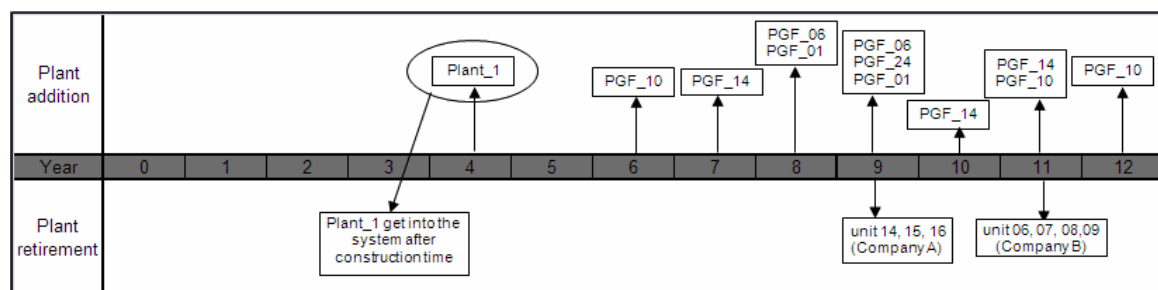 Plant
addition
Plant_1
PGF_10
PGF_14
PGF_06
PGF_01
PGF_06
PGF_24
PGF_01
PGF_14
PGF_14
PGF_10
PGF_10
Year 0 1 2 3 4 5 6 7 8 9 10 11 12
Plant
retirement
Plant_1 get into the
system after
construction time
unit 14, 15, 16
(Company A)
unit 06, 07, 08,09
(Company B)